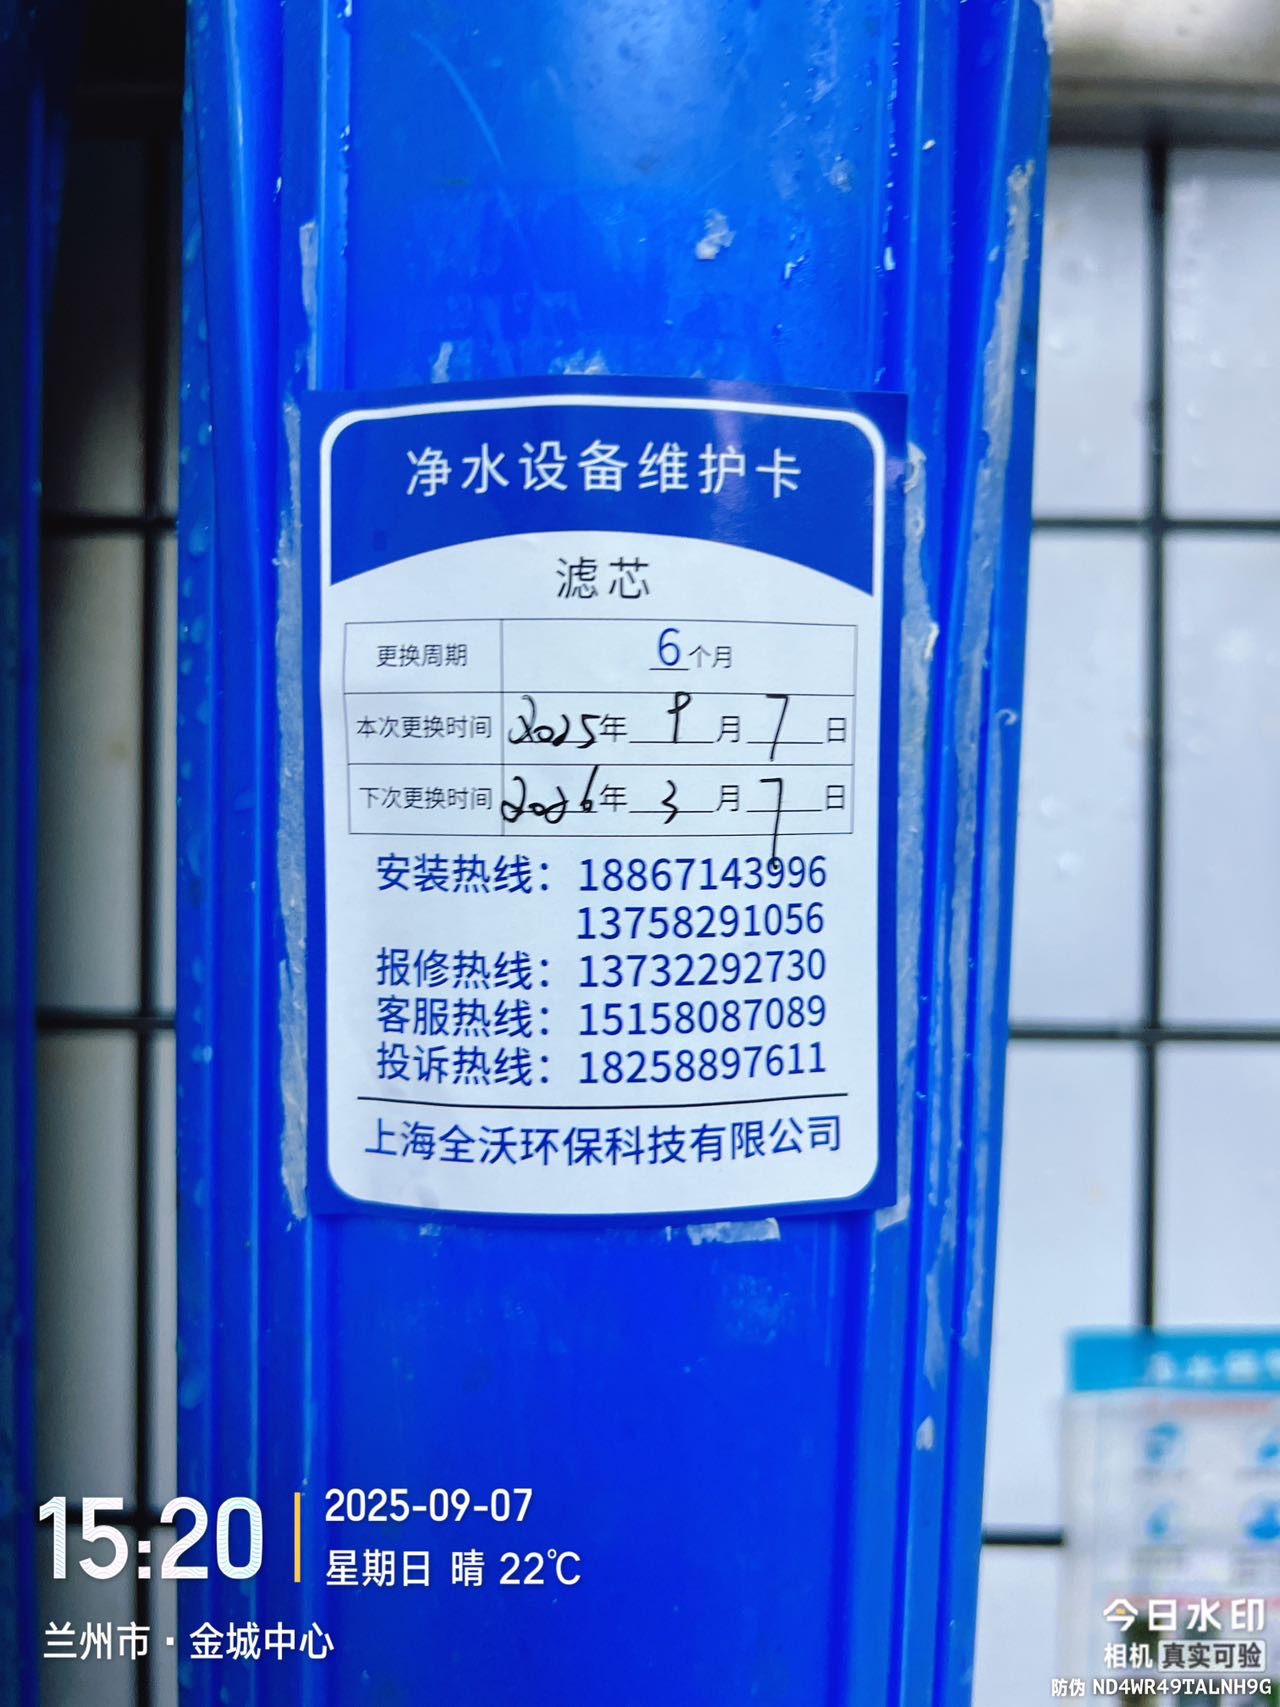 净水设备维护卡
滤芯
更换周期 6个月
本次更换时间 2025年 9 月 7 日
下次更换时间 2026年 3 月 7 日
安装热线：18867143996
13758291056
报修热线：13732292730
客服热线：15158087089
投诉热线：18258897611
上海全沃环保科技有限公司
15:20
2025-09-07
星期日 晴 22℃
兰州市·金城中心
今日水印
相机 真实可验
防伪 ND4WR49TALNH9G